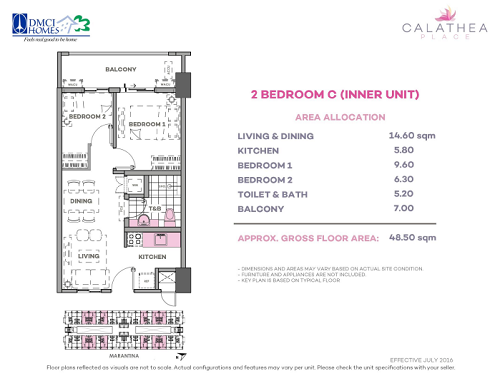 DMCI
HOMES
Feels good to be home
CALATHEA
PLACE
BALCONY
BEDROOM 2
BEDROOM 1
DINING
T&B
LIVING
KITCHEN
MARANTINA
2 BEDROOM C (INNER UNIT)
AREA ALLOCATION
LIVING & DINING 14.60 sqm
KITCHEN 5.80
BEDROOM 1 9.60
BEDROOM 2 6.30
TOILET & BATH 5.20
BALCONY 7.00
APPROX. GROSS FLOOR AREA: 48.50 sqm
– DIMENSIONS AND AREAS MAY VARY BASED ON ACTUAL SITE CONDITION.
– FURNITURE AND APPLIANCES ARE NOT INCLUDED.
– KEY PLAN IS BASED ON TYPICAL FLOOR
EFFECTIVE JULY 2016
Floor plans reflected as visuals are not to scale. Actual configurations and features may vary per unit. Please check the unit specifications with your seller.